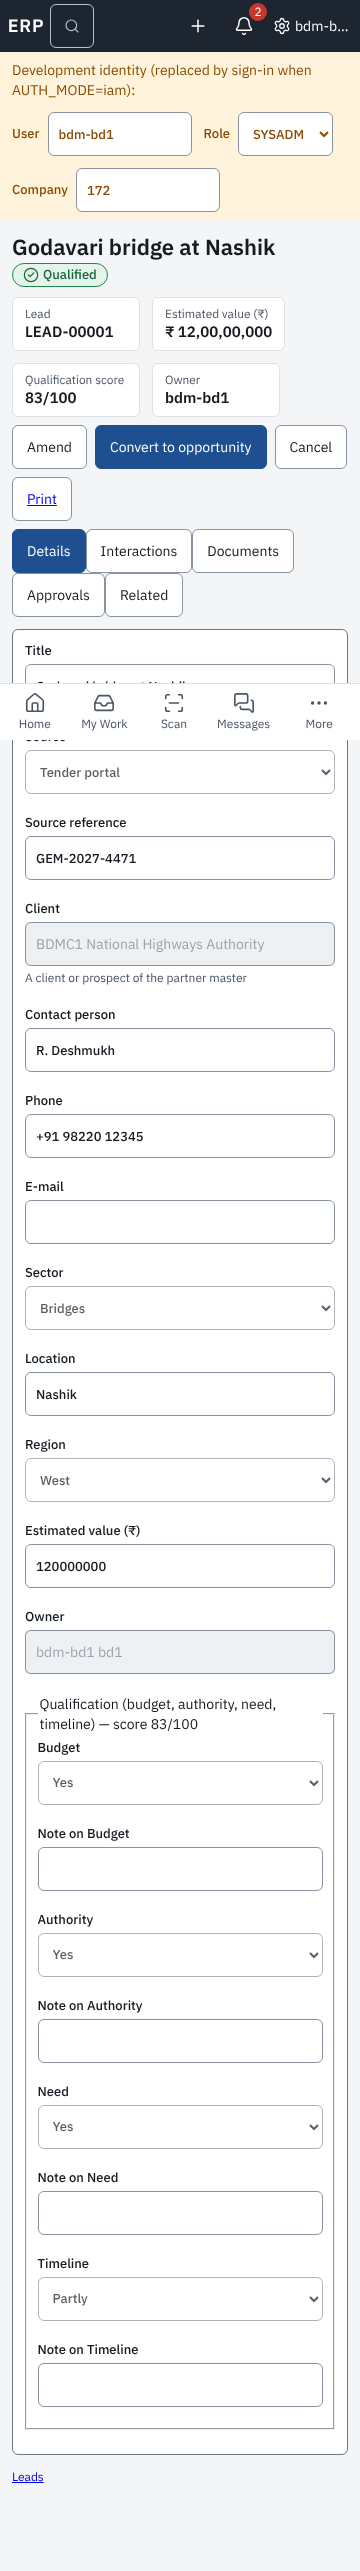 ERP
2
bdm-b...
Development identity (replaced by sign-in when
AUTH_MODE=iam):
User bdm-bd1 Role SYSADM
Company 172
Godavari bridge at Nashik
Qualified
Lead
LEAD-00001
Estimated value (₹)
₹ 12,00,00,000
Qualification score
83/100
Owner
bdm-bd1
Amend Convert to opportunity Cancel
Print
Details Interactions Documents
Approvals Related
Title
Home My Work Scan Messages More
Tender portal
Source reference
GEM-2027-4471
Client
BDMC1 National Highways Authority
A client or prospect of the partner master
Contact person
R. Deshmukh
Phone
+91 98220 12345
E-mail
Sector
Bridges
Location
Nashik
Region
West
Estimated value (₹)
120000000
Owner
bdm-bd1 bd1
Qualification (budget, authority, need,
timeline) — score 83/100
Budget
Yes
Note on Budget
Authority
Yes
Note on Authority
Need
Yes
Note on Need
Timeline
Partly
Note on Timeline
Leads